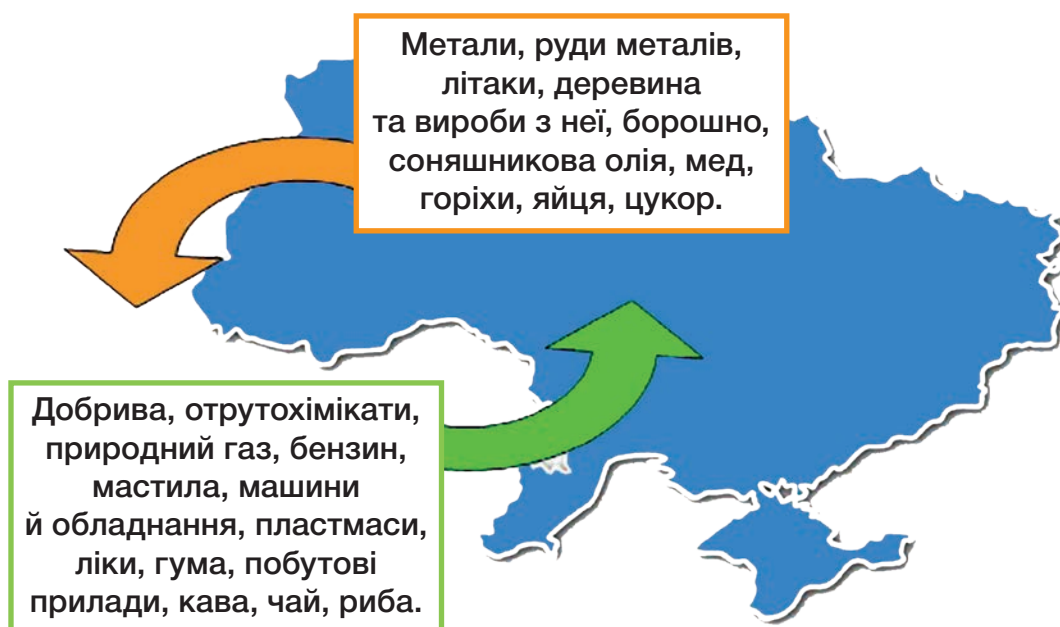 Метали, руди металів,
літаки, деревина
та вироби з неї, борошно,
соняшникова олія, мед,
горіхи, яйця, цукор.
Добрива, отрутохімікати,
природний газ, бензин,
мастила, машини
й обладнання, пластмаси,
ліки, гума, побутові
прилади, кава, чай, риба.